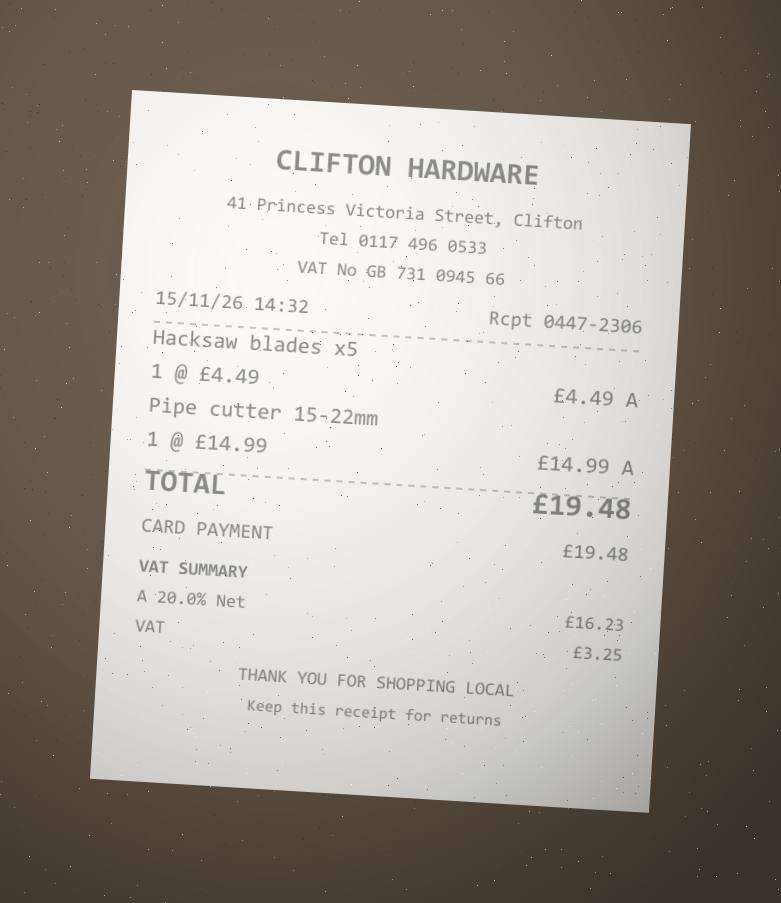 CLIFTON HARDWARE
41 Princess Victoria Street, Clifton
Tel 0117 496 0533
VAT No GB 731 0945 66
15/11/26 14:32 Rcpt 0447-2306
Hacksaw blades x5
1 @ £4.49 £4.49 A
Pipe cutter 15-22mm
1 @ £14.99 £14.99 A
TOTAL £19.48
CARD PAYMENT £19.48
VAT SUMMARY
A 20.0% Net £16.23
VAT £3.25
THANK YOU FOR SHOPPING LOCAL
Keep this receipt for returns